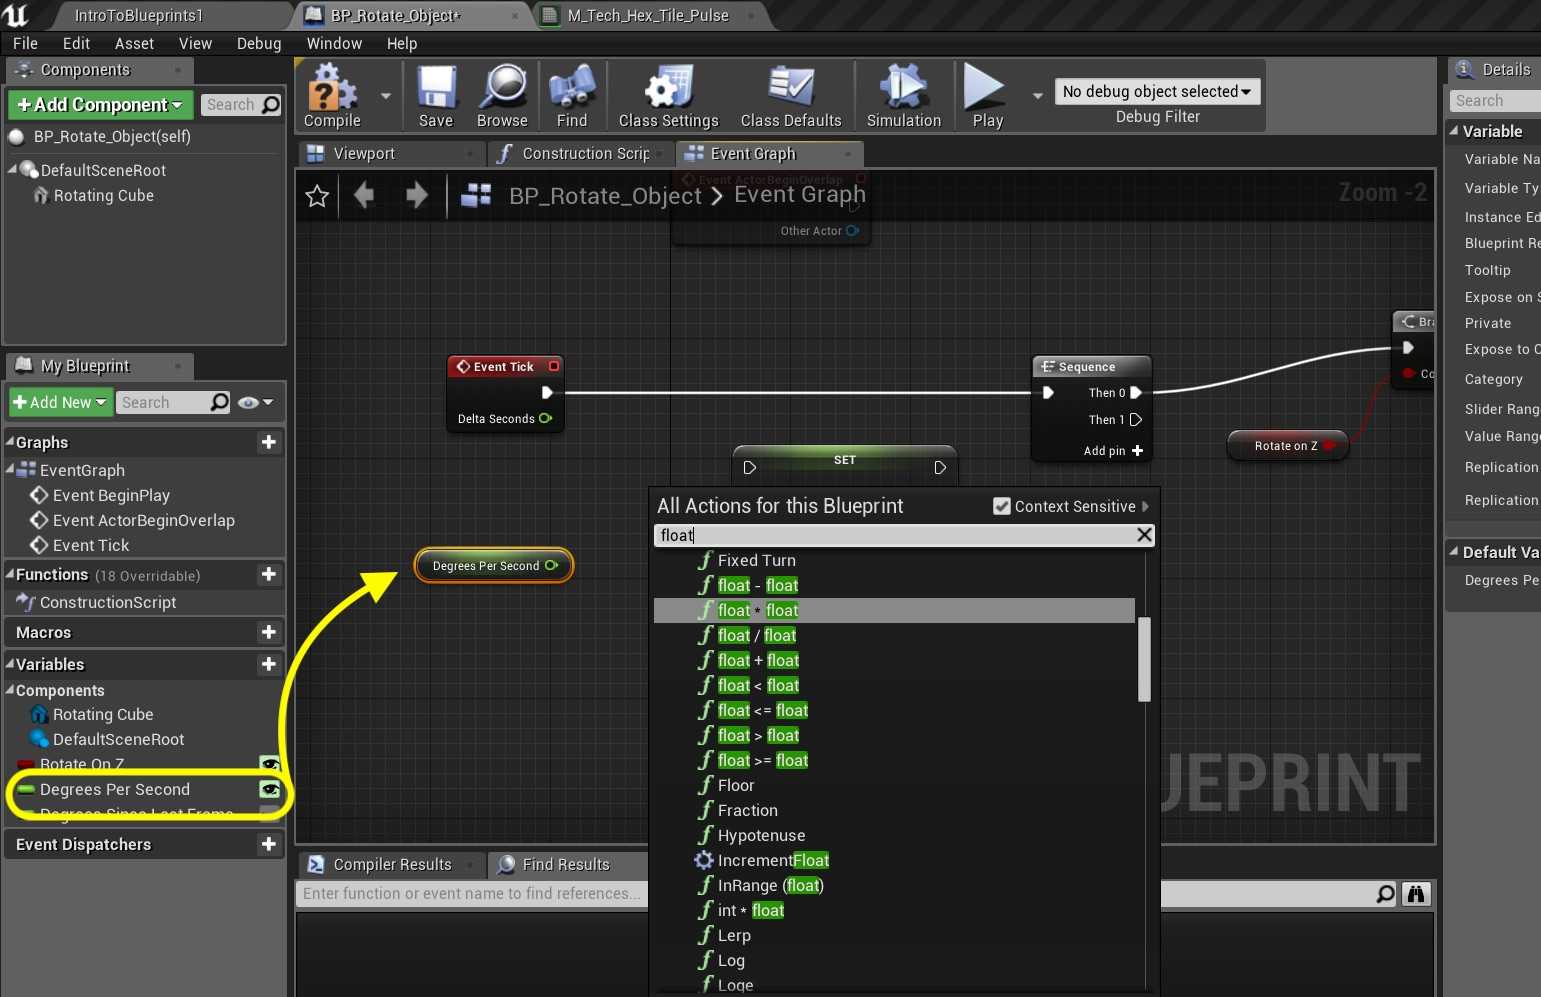 IntroToBlueprints1
BP_Rotate_Object*
M_Tech_Hex_Tile_Pulse
File Edit Asset View Debug Window Help
Components
+Add Component
Search
BP_Rotate_Object(self)
DefaultSceneRoot
Rotating Cube
Compile
Save
Browse
Find
Class Settings
Class Defaults
Simulation
Play
No debug object selected
Debug Filter
Viewport
Construction Scrip
Event Graph
Event ActorBeginOverlap
BP_Rotate_Object > Event Graph
Zoom -2
Other Actor
Event Tick
Delta Seconds
SET
Sequence
Then 0
Then 1
Add pin +
Bra
Co
Rotate on Z
Degrees Per Second
My Blueprint
+Add New
Search
Graphs
EventGraph
Event BeginPlay
Event ActorBeginOverlap
Event Tick
Functions (18 Overridable)
ConstructionScript
Macros
Variables
Components
Rotating Cube
DefaultSceneRoot
Rotate On Z
Degrees Per Second
Degrees Since Last Frame
Event Dispatchers
All Actions for this Blueprint
Context Sensitive
float
Fixed Turn
float - float
float * float
float / float
float + float
float < float
float <= float
float > float
float >= float
Floor
Fraction
Hypotenuse
IncrementFloat
InRange (float)
int * float
Lerp
Log
Loge
UEPRINT
Compiler Results
Find Results
Enter function or event name to find references...
Details
Search
Variable
Variable Na
Variable Ty
Instance Ed
Blueprint Re
Tooltip
Expose on S
Private
Expose to C
Category
Slider Rang
Value Rang
Replication
Replication
Default Va
Degrees Pe